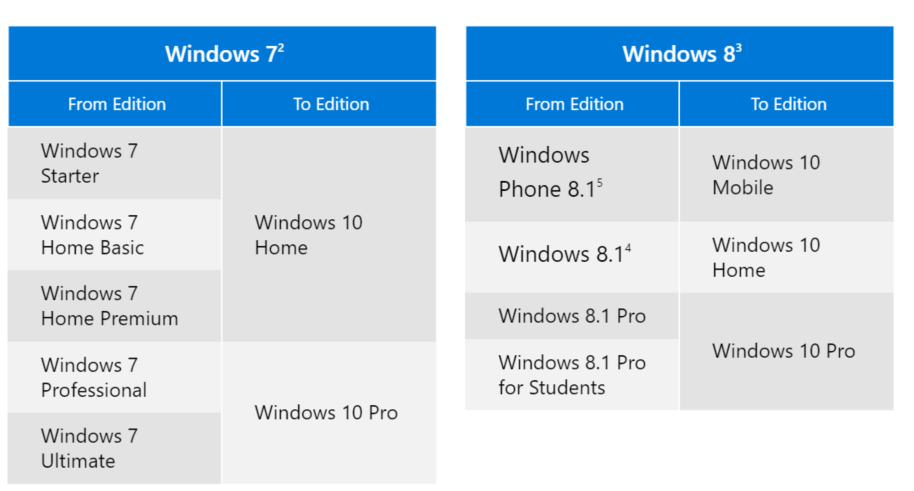 Windows 7²
From Edition
To Edition
Windows 7
Starter
Windows 7
Home Basic
Windows 7
Home Premium
Windows 10
Home
Windows 7
Professional
Windows 7
Ultimate
Windows 10 Pro
Windows 8³
From Edition
To Edition
Windows
Phone 8.1⁵
Windows 10
Mobile
Windows 8.1⁴
Windows 10
Home
Windows 8.1 Pro
Windows 8.1 Pro
for Students
Windows 10 Pro